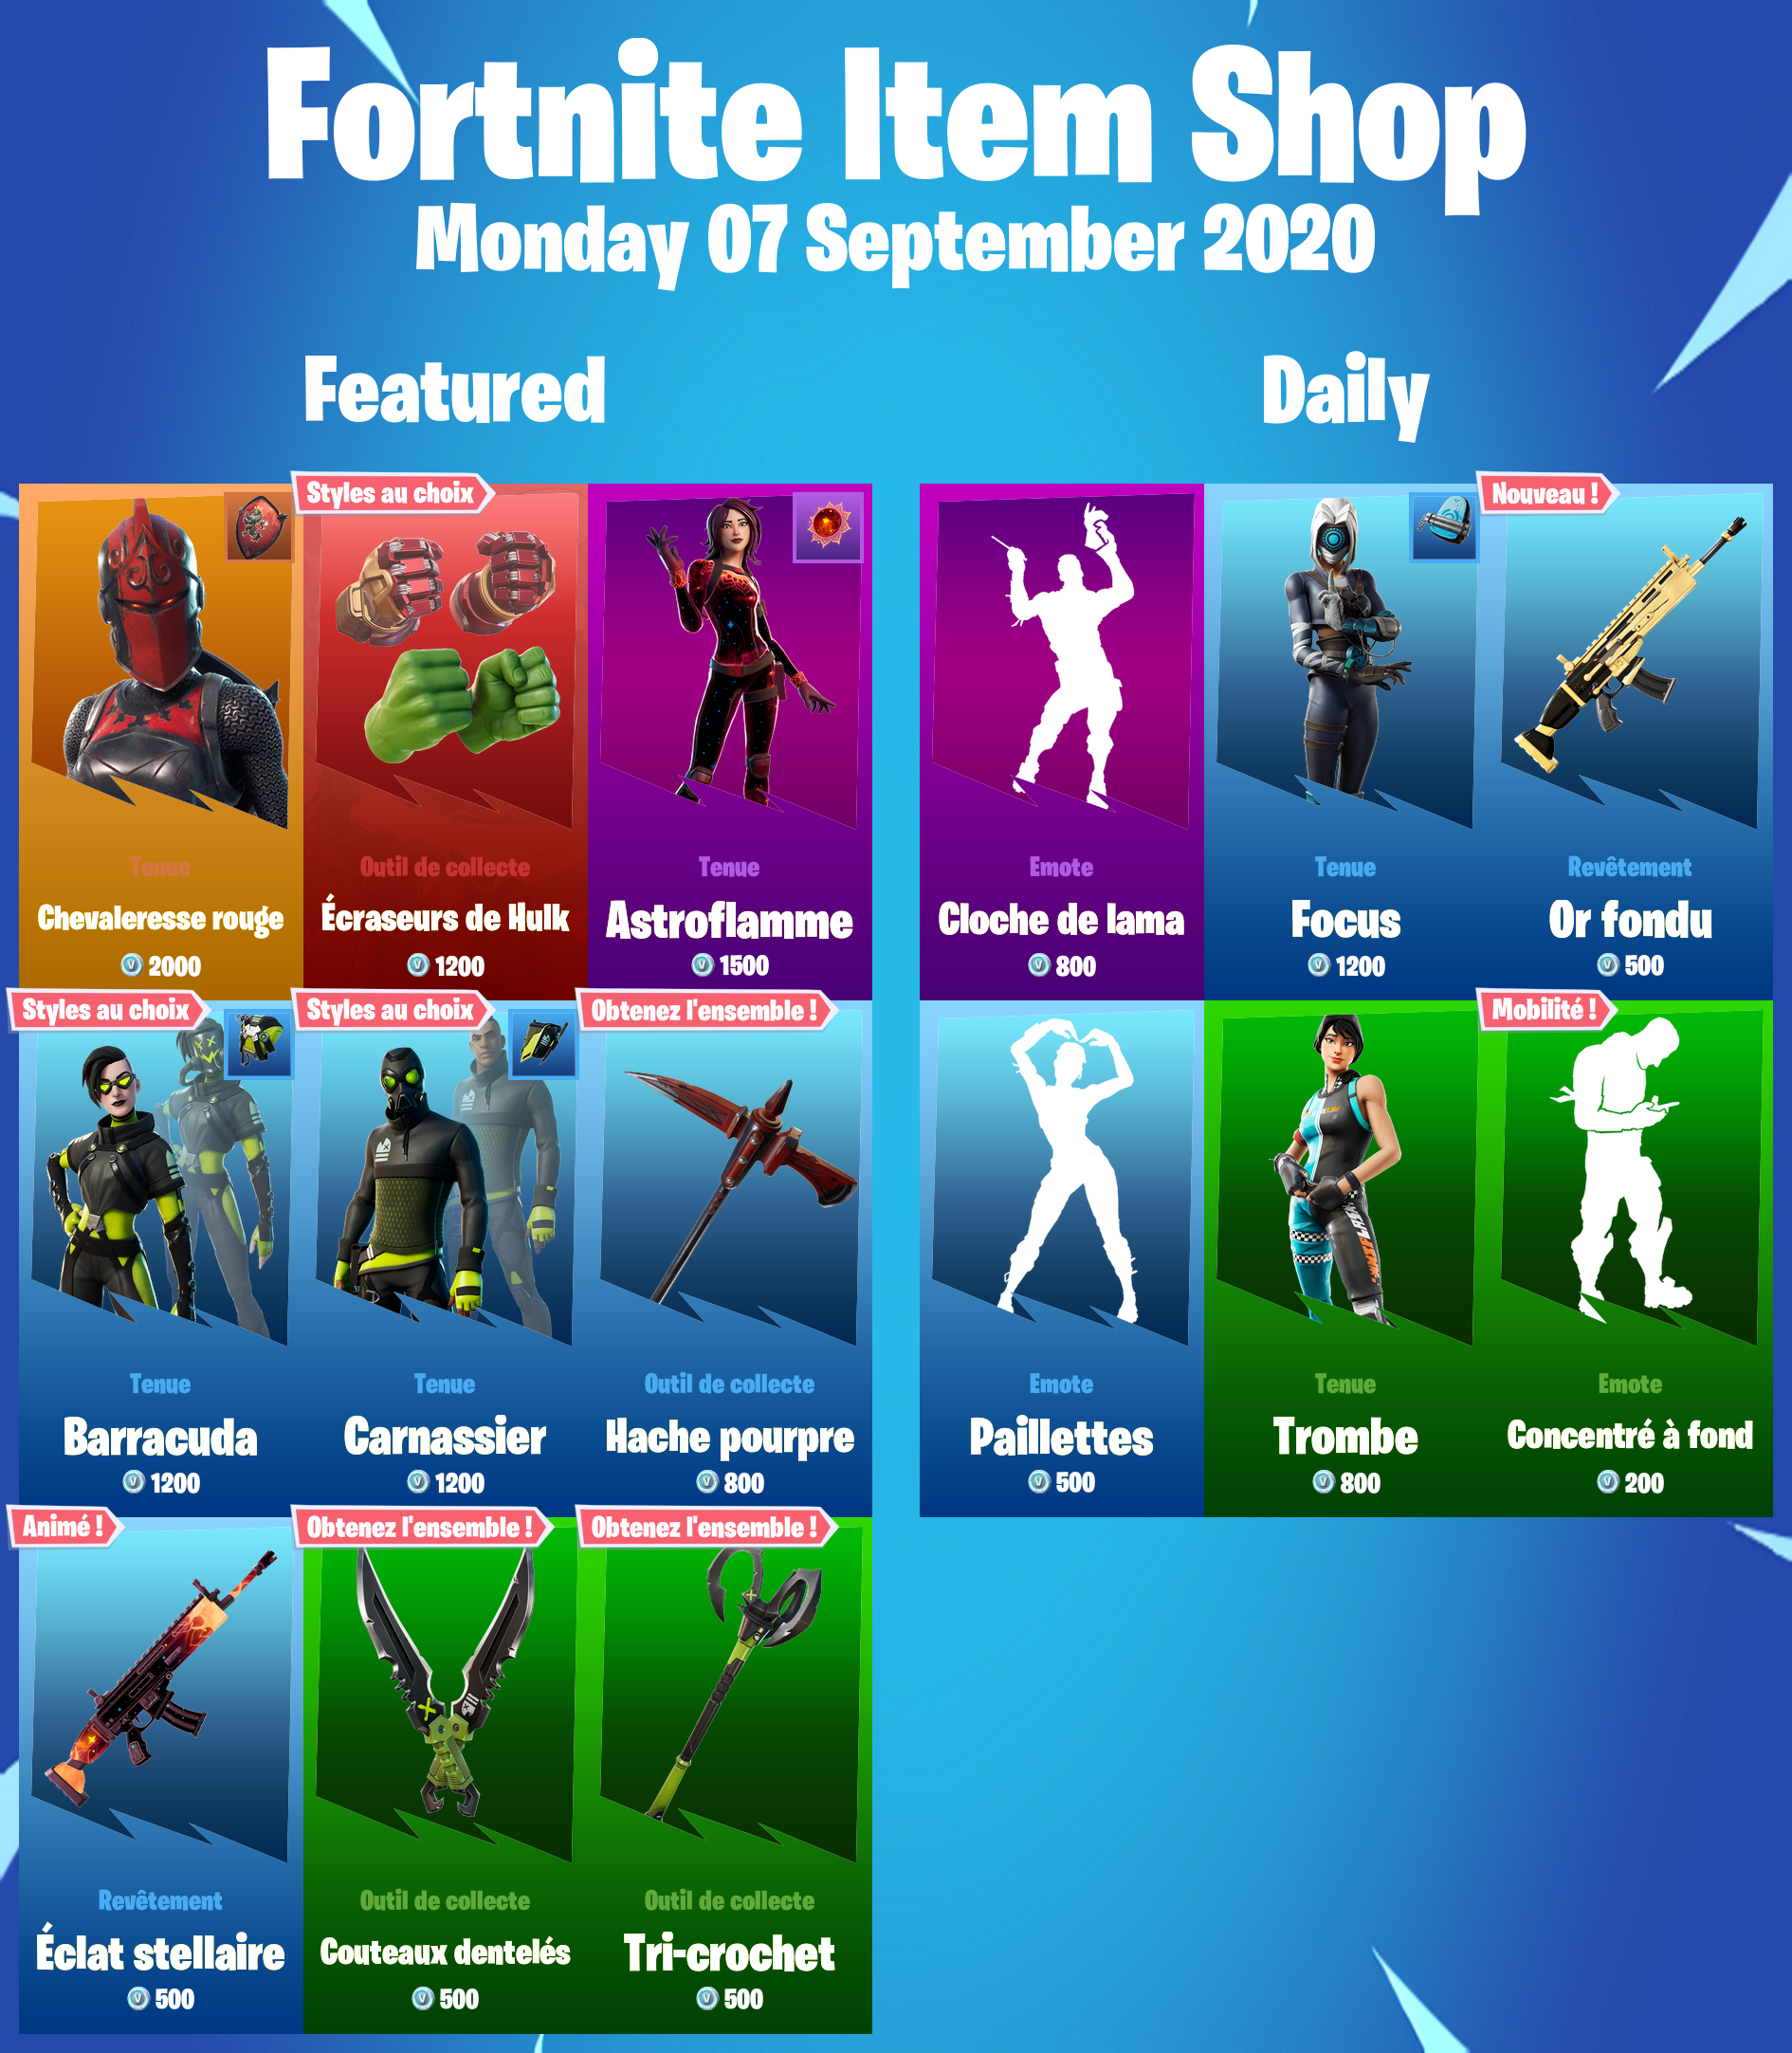 Fortnite Item Shop
Monday 07 September 2020
Featured
Tenue
Chevaleresse rouge
2000
Styles au choix
Outil de collecte
Écraseurs de Hulk
1200
Tenue
Astroflamme
1500
Styles au choix
Tenue
Barracuda
1200
Styles au choix
Tenue
Carnassier
1200
Obtenez l'ensemble !
Outil de collecte
Hache pourpre
800
Animé !
Revêtement
Éclat stellaire
500
Obtenez l'ensemble !
Outil de collecte
Couteaux dentelés
500
Obtenez l'ensemble !
Outil de collecte
Tri-crochet
500
Daily
Emote
Cloche de lama
800
Tenue
Focus
1200
Nouveau !
Revêtement
Or fondu
500
Emote
Paillettes
500
Tenue
Trombe
800
Mobilité !
Emote
Concentré à fond
200